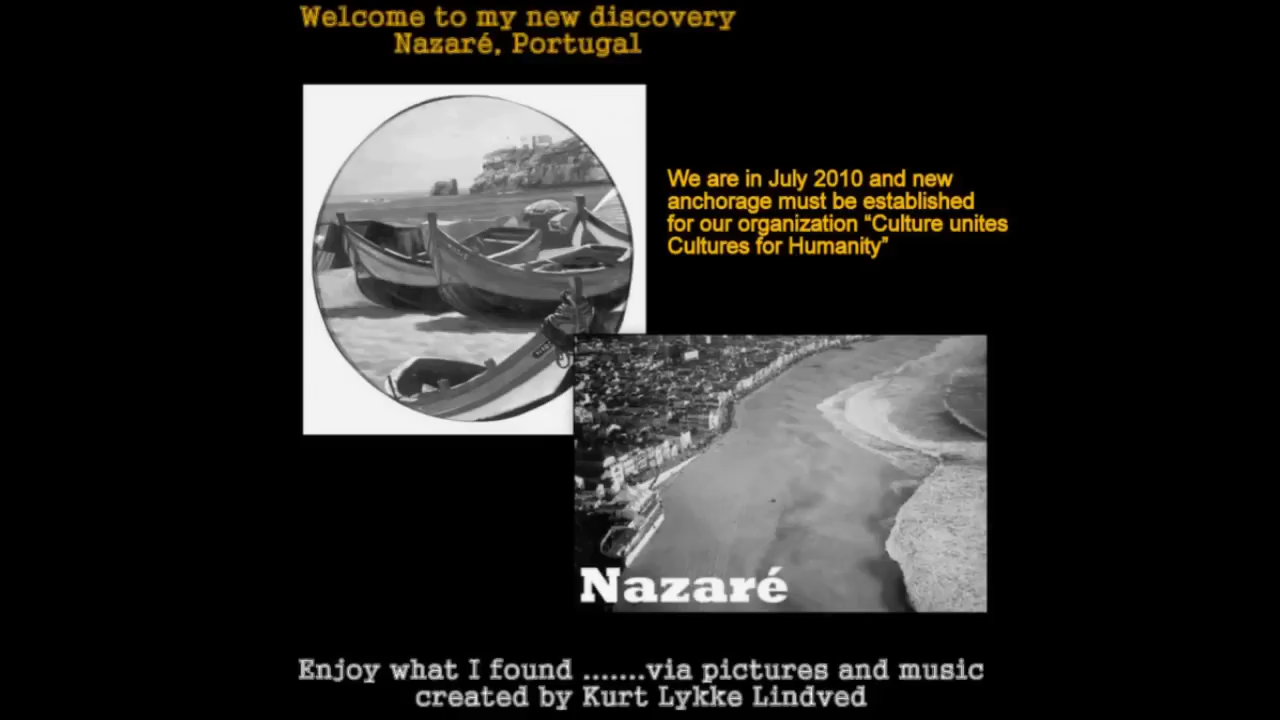 Welcome to my new discovery
Nazaré, Portugal
We are in July 2010 and new
anchorage must be established
for our organization “Culture unites
Cultures for Humanity”
Nazaré
Enjoy what I found .......via pictures and music
created by Kurt Lykke Lindved